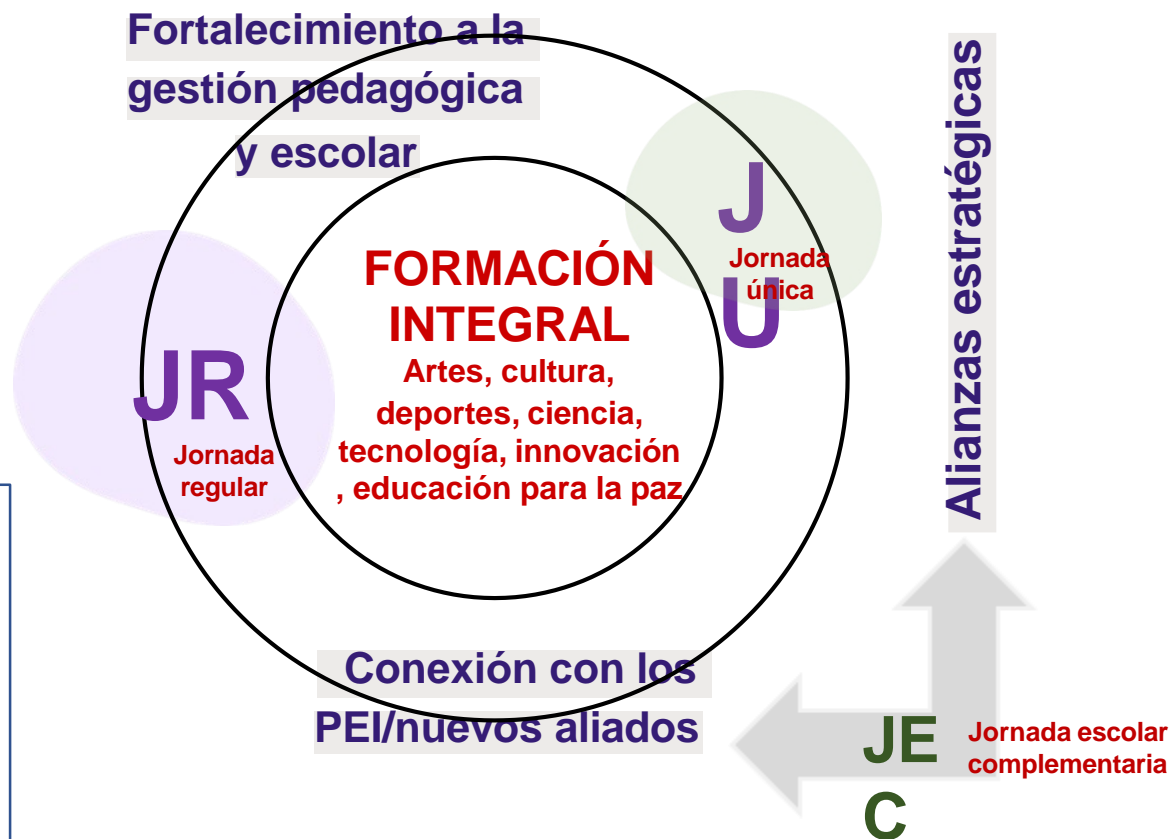 Fortalecimiento a la
gestión pedagógica
y escolar
J
U
Jornada
única
Alianzas estratégicas
FORMACIÓN
INTEGRAL
Artes, cultura,
deportes, ciencia,
tecnología, innovación
, educación para la paz
JR
Jornada
regular
Conexión con los
PEI/nuevos aliados
JE
C
Jornada escolar
complementaria